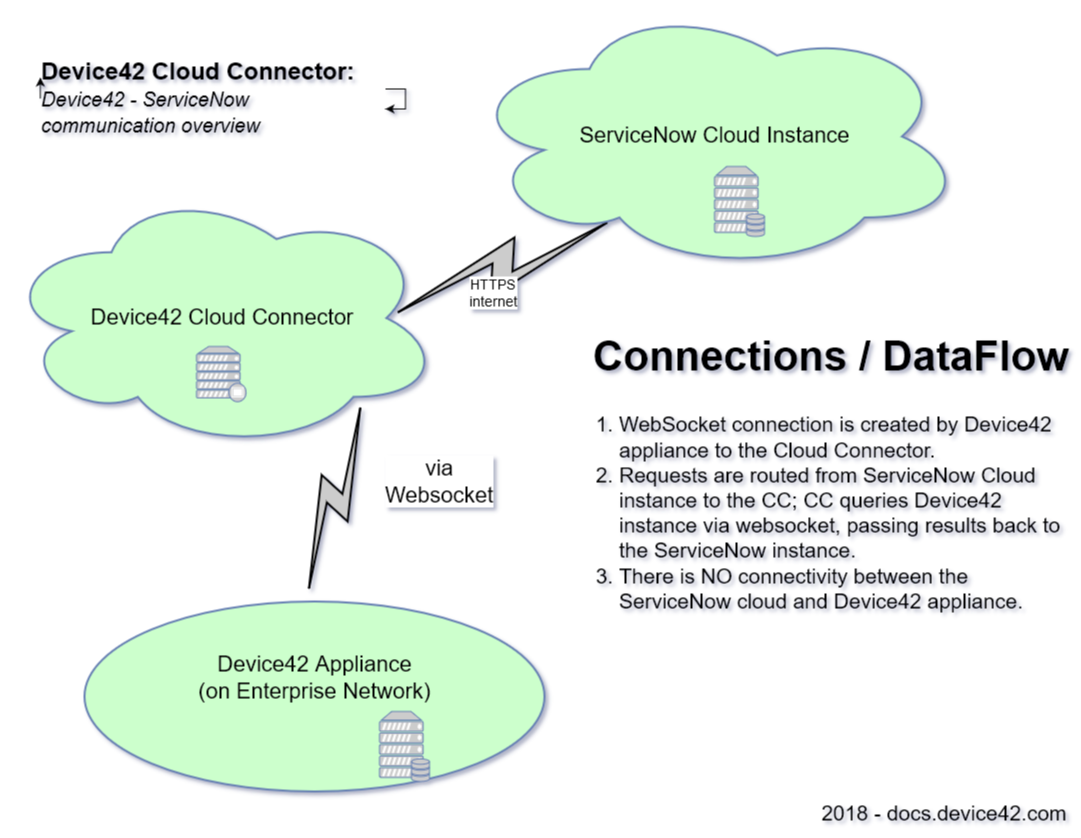 Device42 Cloud Connector:
Device42 - ServiceNow
communication overview
ServiceNow Cloud Instance
HTTPS
internet
Device42 Cloud Connector
via
Websocket
Device42 Appliance
(on Enterprise Network)
Connections / DataFlow
1. WebSocket connection is created by Device42
appliance to the Cloud Connector.
2. Requests are routed from ServiceNow Cloud
instance to the CC; CC queries Device42
instance via websocket, passing results back to
the ServiceNow instance.
3. There is NO connectivity between the
ServiceNow cloud and Device42 appliance.
2018 - docs.device42.com